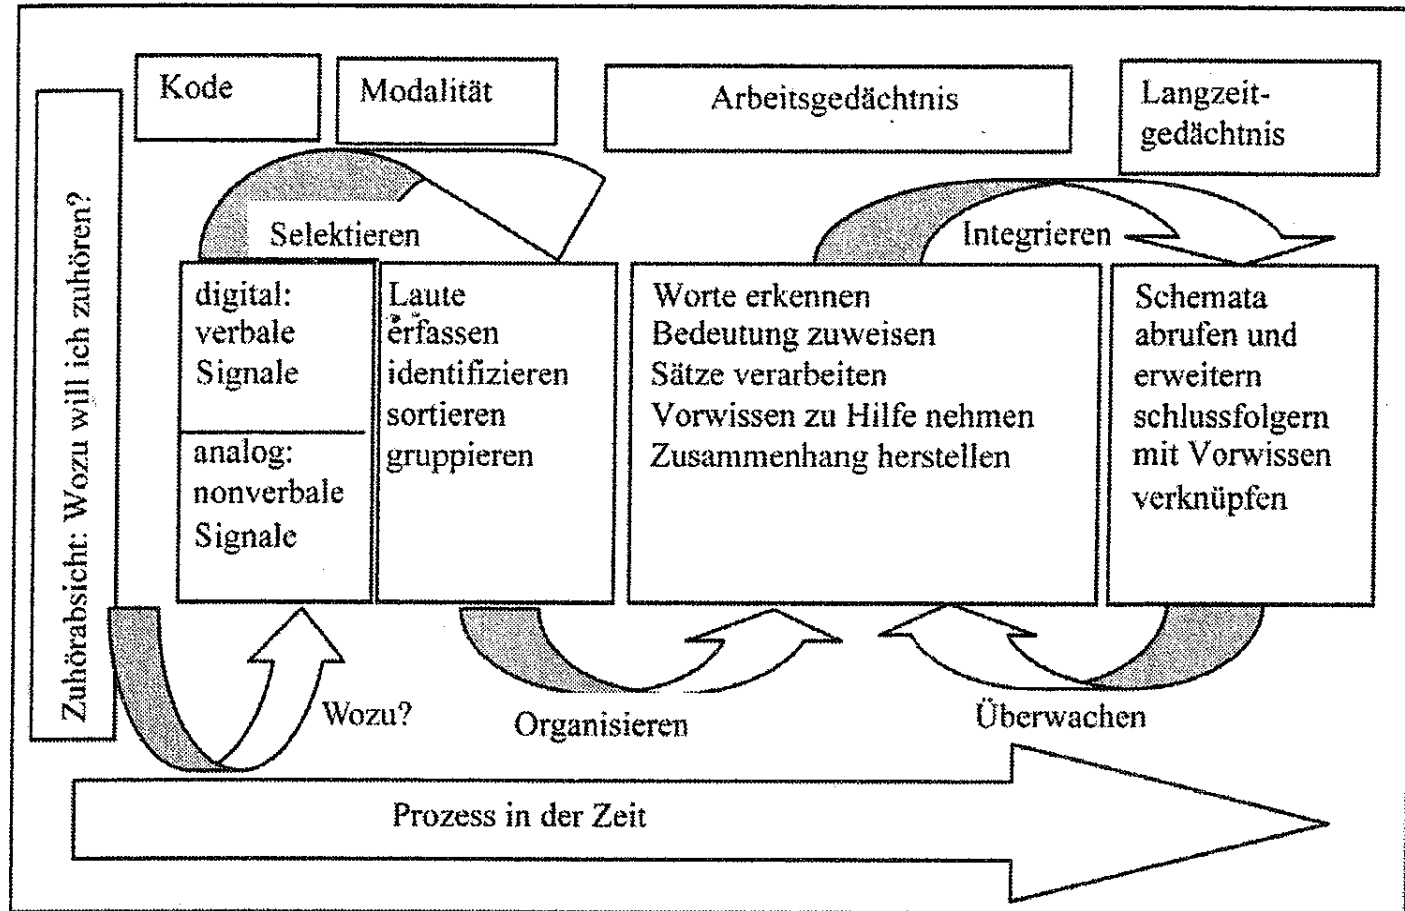 Kode
Modalität
Arbeitsgedächtnis
Langzeit-
gedächtnis
Zuhörabsicht: Wozu will ich zuhören?
Selektieren
Integrieren
digital:
verbale
Signale
analog:
nonverbale
Signale
Laute
erfassen
identifizieren
sortieren
gruppieren
Worte erkennen
Bedeutung zuweisen
Sätze verarbeiten
Vorwissen zu Hilfe nehmen
Zusammenhang herstellen
Schemata
abrufen und
erweitern
schlussfolgern
mit Vorwissen
verknüpfen
Wozu?
Organisieren
Überwachen
Prozess in der Zeit